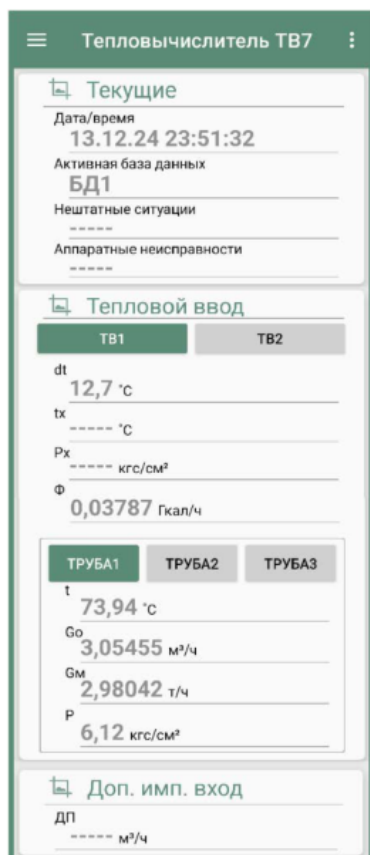 Тепловычислитель ТВ7
Текущие
Дата/время
13.12.24 23:51:32
Активная база данных
БД1
Нештатные ситуации
-----
Аппаратные неисправности
-----
Тепловой ввод
ТВ1 ТВ2
dt
12,7 °C
tx
----- °C
Px
----- кгс/см²
Ф
0,03787 Гкал/ч
ТРУБА1 ТРУБА2 ТРУБА3
t
73,94 °C
Gо
3,05455 м³/ч
Gм
2,98042 т/ч
P
6,12 кгс/см²
Доп. имп. вход
ДП
----- м³/ч